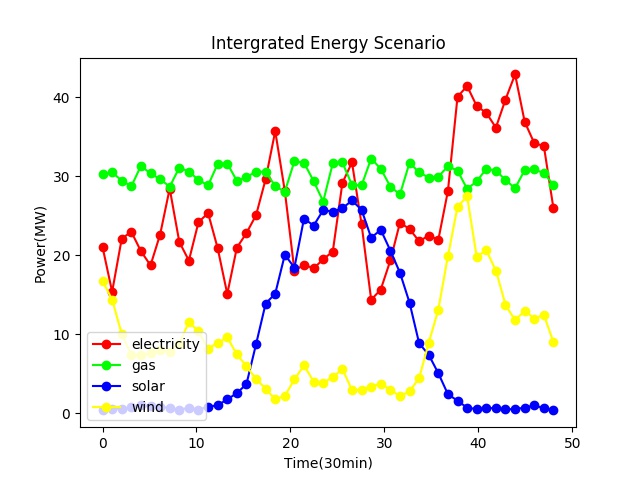 Intergrated Energy Scenario
Power(MW)
40
30
20
10
0
electricity
gas
solar
wind
0 10 20 30 40 50
Time(30min)